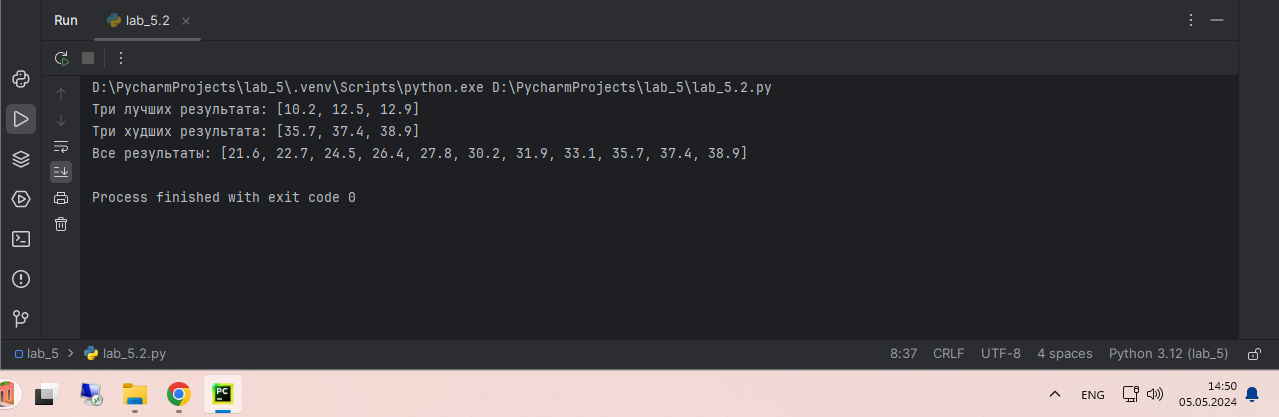 Run lab_5.2
D:\PycharmProjects\lab_5\.venv\Scripts\python.exe D:\PycharmProjects\lab_5\lab_5.2.py
Три лучших результата: [10.2, 12.5, 12.9]
Три худших результата: [35.7, 37.4, 38.9]
Все результаты: [21.6, 22.7, 24.5, 26.4, 27.8, 30.2, 31.9, 33.1, 35.7, 37.4, 38.9]
Process finished with exit code 0
lab_5 > lab_5.2.py 8:37 CRLF UTF-8 4 spaces Python 3.12 (lab_5)
PC
ENG
14:50
05.05.2024